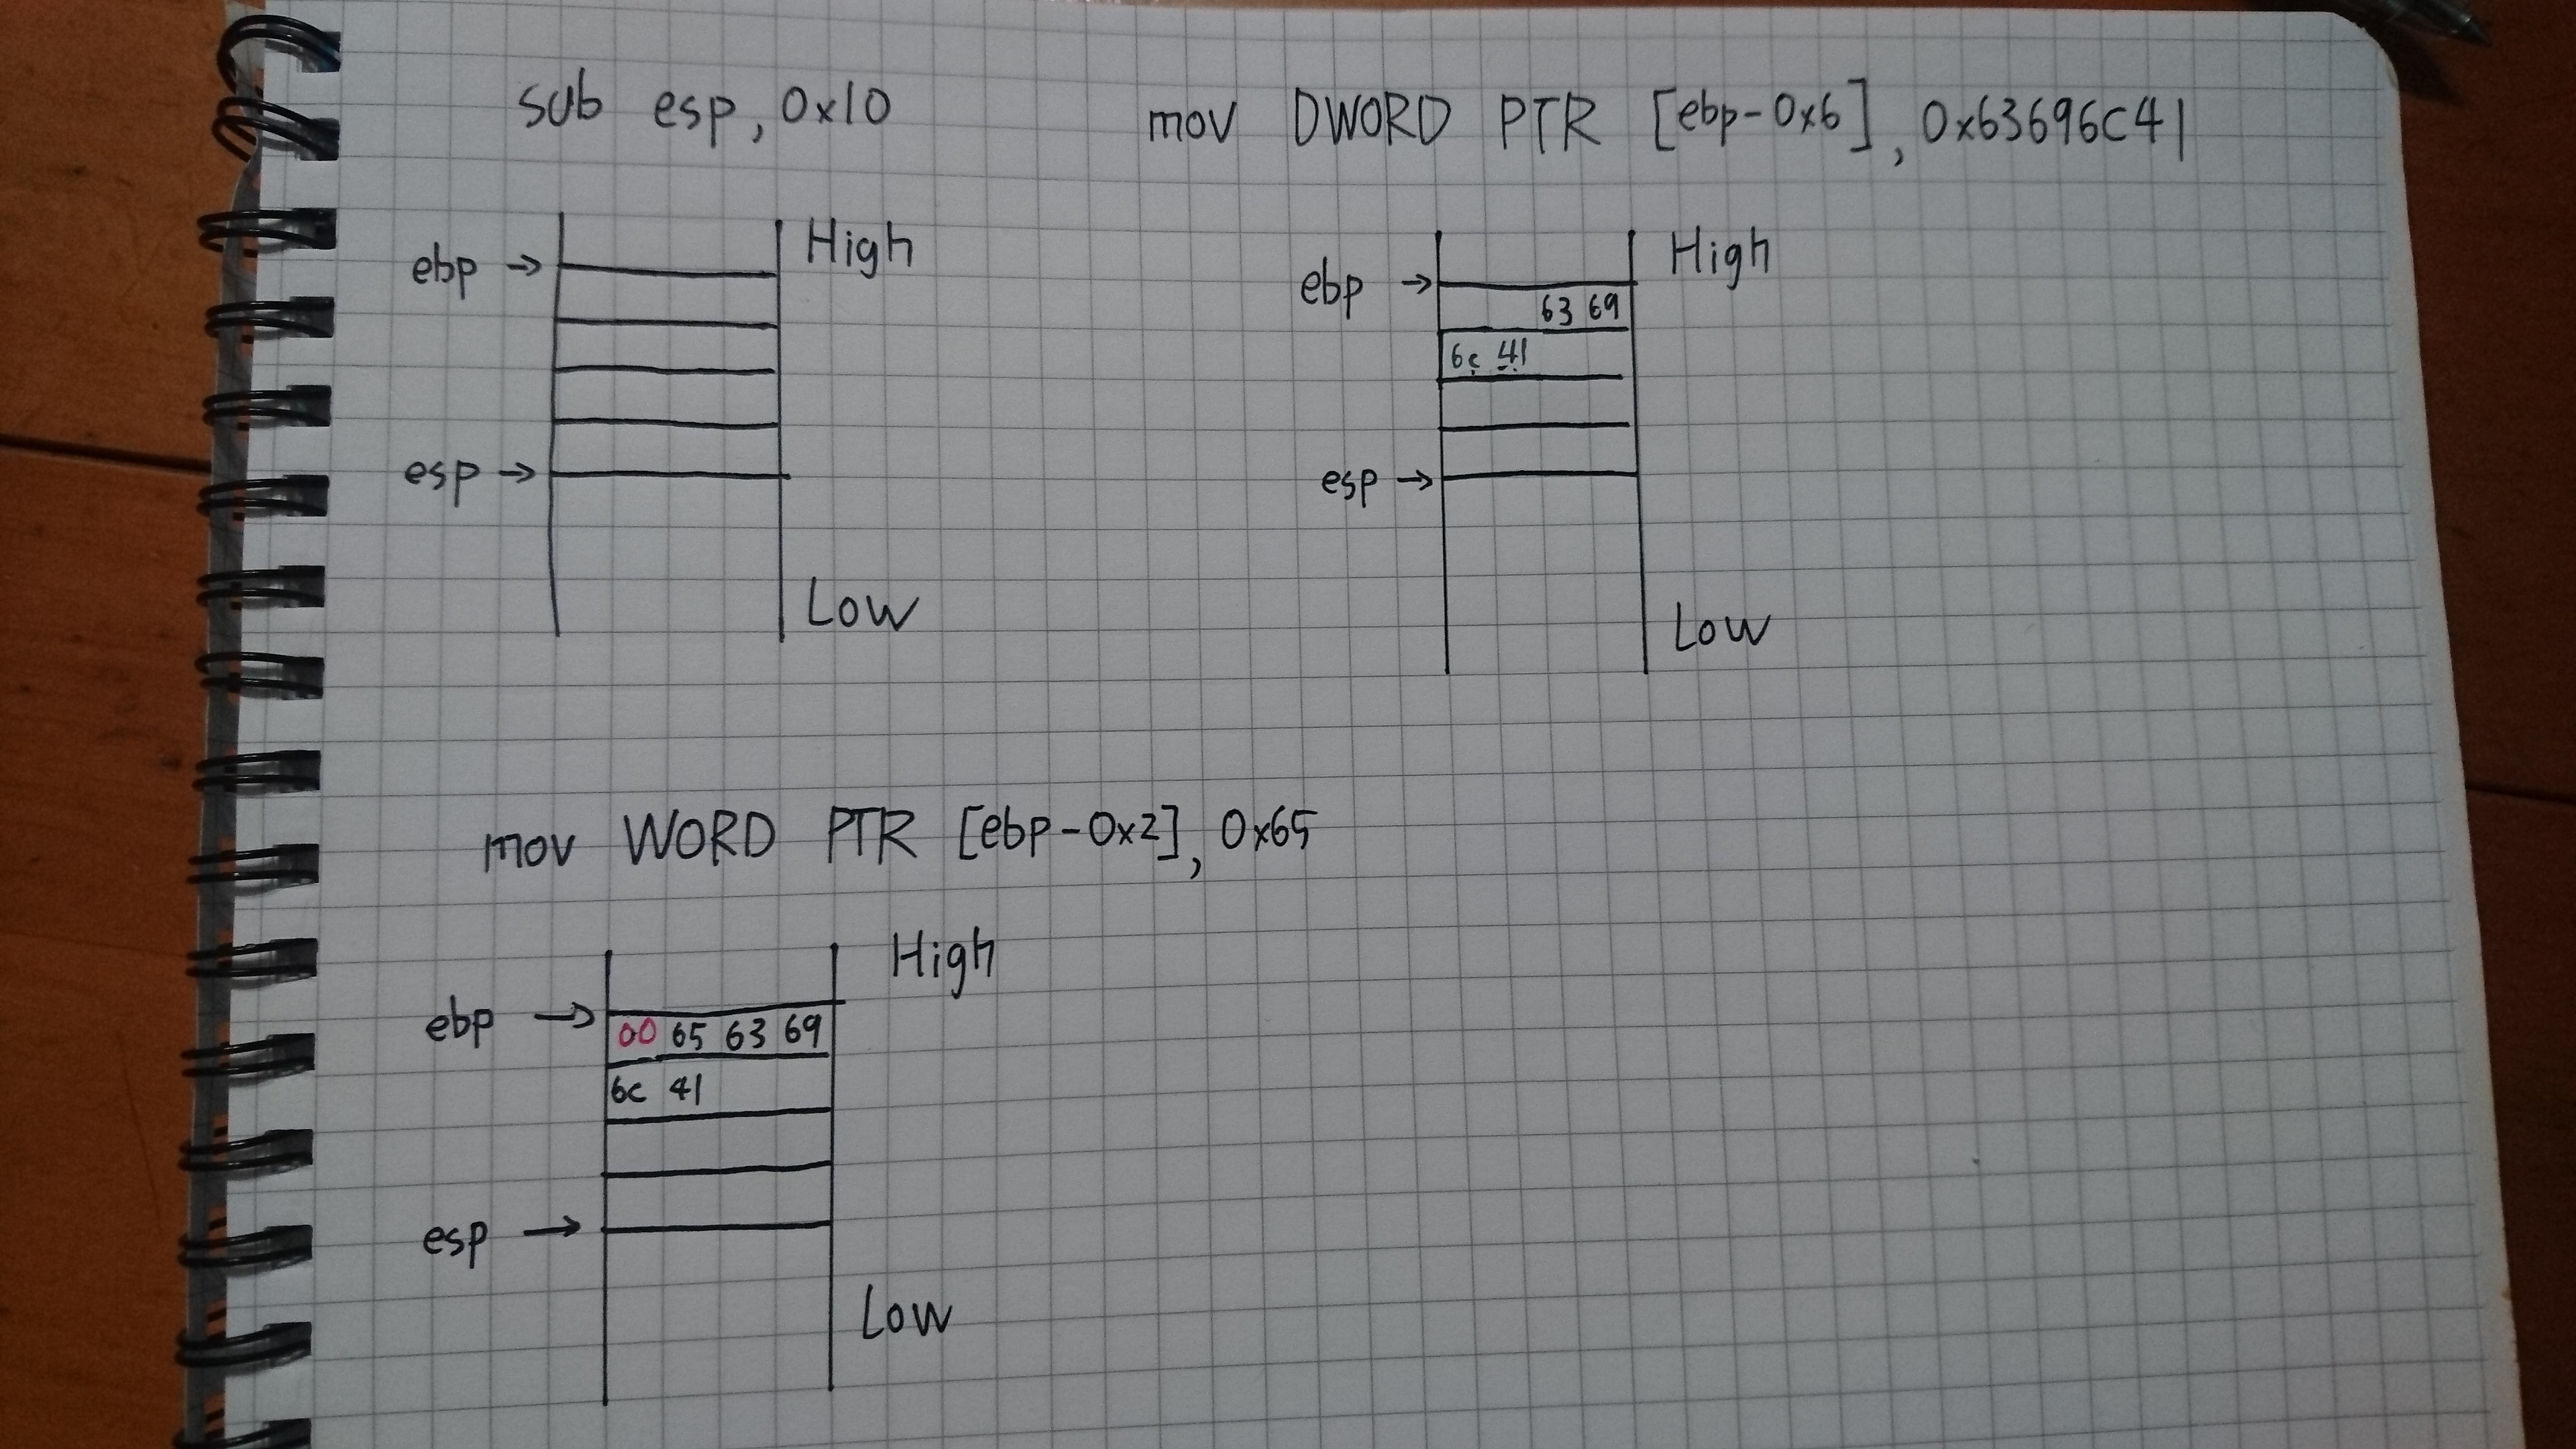 sub esp, 0x10
ebp → High
esp →
Low
mov DWORD PTR [ebp-0x6], 0x63696C41
ebp → High
63 69
6c 41
esp →
Low
mov WORD PTR [ebp-0x2], 0x65
High
ebp → 00 65 63 69
6c 41
esp →
Low